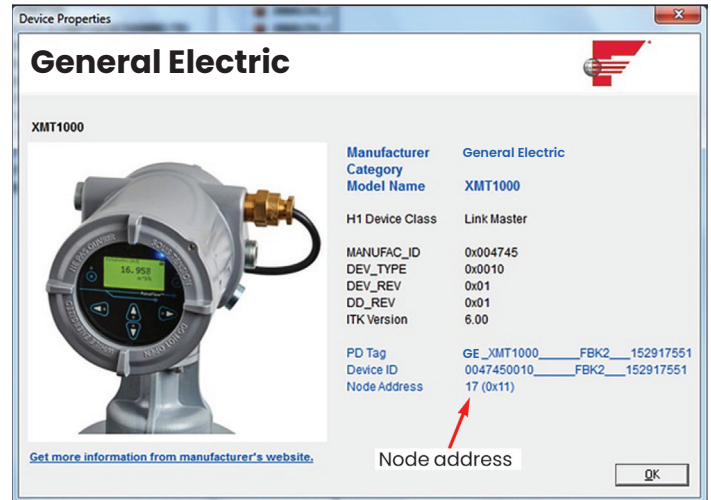 Device Properties
General Electric
XMT1000
Manufacturer General Electric
Category
Model Name XMT1000
H1 Device Class Link Master
MANUFAC_ID 0x004745
DEV_TYPE 0x0010
DEV_REV 0x01
DD_REV 0x01
ITK Version 6.00
PD Tag GE_XMT1000______FBK2___152917551
Device ID 0047450010______FBK2___152917551
Node Address 17 (0x11)
16.958
Get more information from manufacturer's website.
Node address
OK